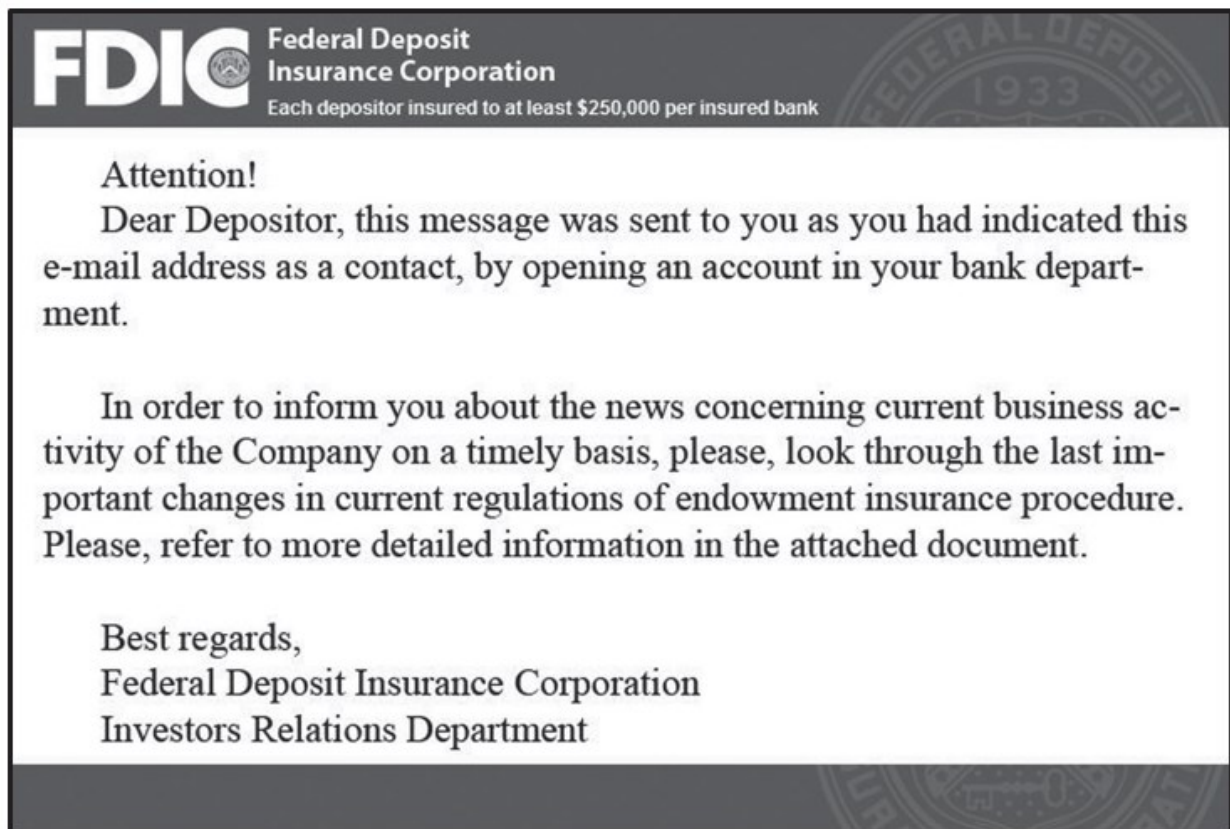 FDIC
Federal Deposit
Insurance Corporation
Each depositor insured to at least $250,000 per insured bank
FEDERAL DEPOSIT
1933
Attention!
Dear Depositor, this message was sent to you as you had indicated this
e-mail address as a contact, by opening an account in your bank depart-
ment.
In order to inform you about the news concerning current business ac-
tivity of the Company on a timely basis, please, look through the last im-
portant changes in current regulations of endowment insurance procedure.
Please, refer to more detailed information in the attached document.
Best regards,
Federal Deposit Insurance Corporation
Investors Relations Department